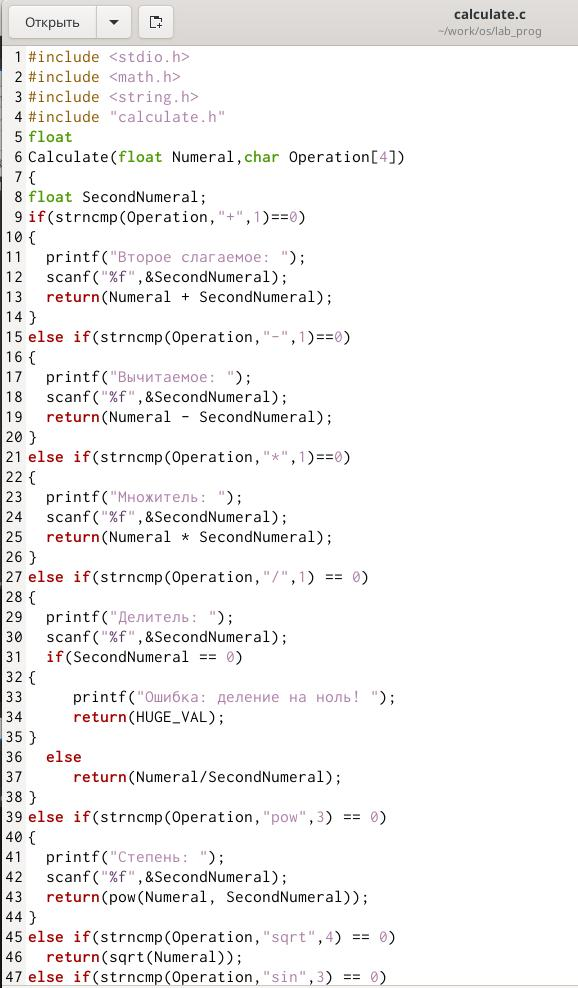 Открыть
calculate.c
~/work/os/lab_prog
1 #include <stdio.h>
2 #include <math.h>
3 #include <string.h>
4 #include "calculate.h"
5 float
6 Calculate(float Numeral,char Operation[4])
7 {
8 float SecondNumeral;
9 if(strncmp(Operation,"+",1)==0)
10 {
11   printf("Второе слагаемое: ");
12   scanf("%f",&SecondNumeral);
13   return(Numeral + SecondNumeral);
14 }
15 else if(strncmp(Operation,"-",1)==0)
16 {
17   printf("Вычитаемое: ");
18   scanf("%f",&SecondNumeral);
19   return(Numeral - SecondNumeral);
20 }
21 else if(strncmp(Operation,"*",1)==0)
22 {
23   printf("Множитель: ");
24   scanf("%f",&SecondNumeral);
25   return(Numeral * SecondNumeral);
26 }
27 else if(strncmp(Operation,"/",1) == 0)
28 {
29   printf("Делитель: ");
30   scanf("%f",&SecondNumeral);
31   if(SecondNumeral == 0)
32 {
33      printf("Ошибка: деление на ноль! ");
34      return(HUGE_VAL);
35 }
36   else
37      return(Numeral/SecondNumeral);
38 }
39 else if(strncmp(Operation,"pow",3) == 0)
40 {
41   printf("Степень: ");
42   scanf("%f",&SecondNumeral);
43   return(pow(Numeral, SecondNumeral));
44 }
45 else if(strncmp(Operation,"sqrt",4) == 0)
46   return(sqrt(Numeral));
47 else if(strncmp(Operation,"sin",3) == 0)